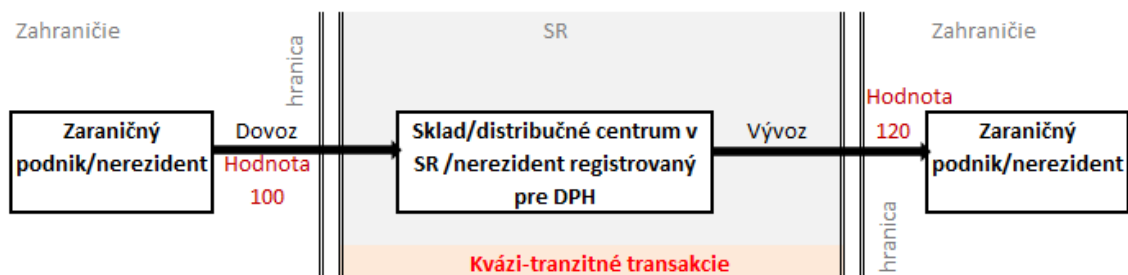 Zahraničie
SR
Zahraničie
hranica
Zaraničný
podnik/nerezident
Dovoz
Hodnota
100
Sklad/distribučné centrum v
SR /nerezident registrovaný
pre DPH
Vývoz
Hodnota
120
Zaraničný
podnik/nerezident
hranica
Kvázi-tranzitné transakcie